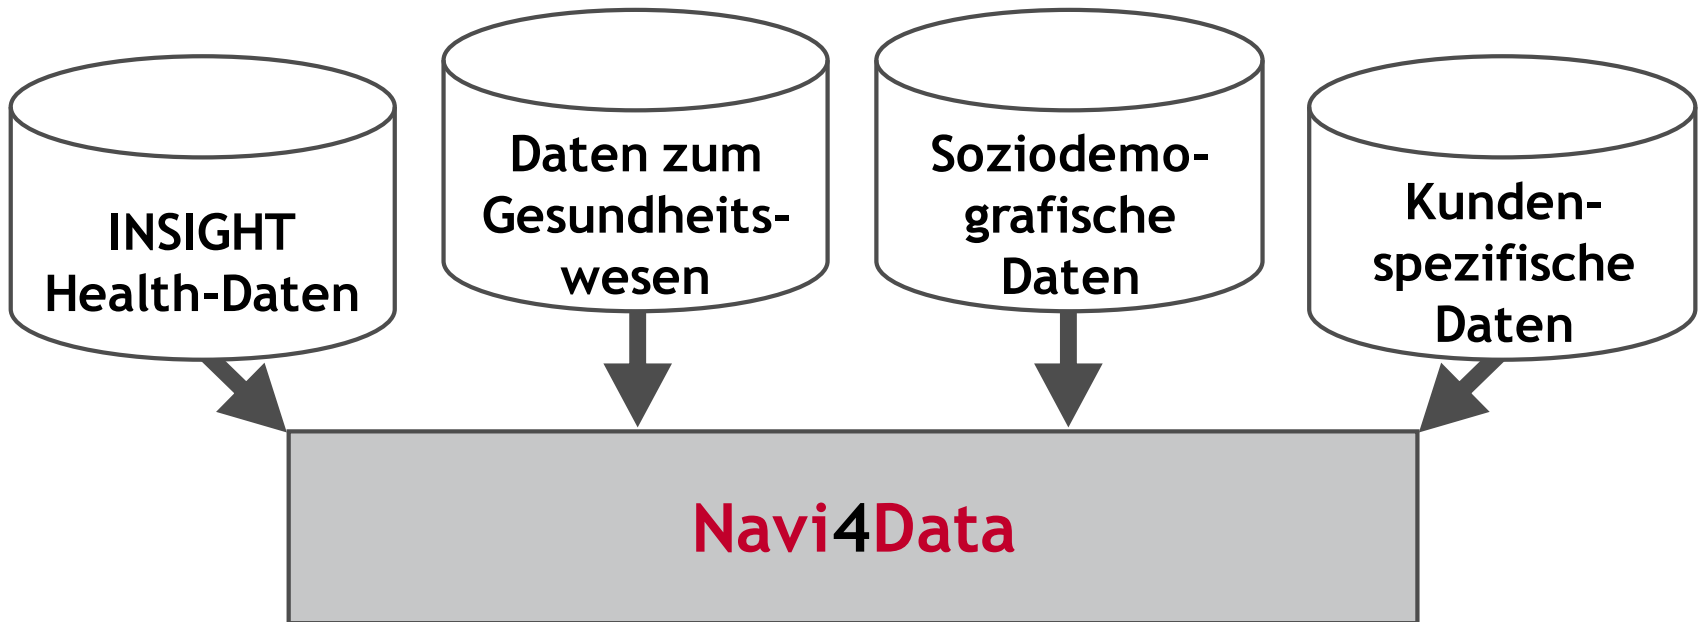 INSIGHT
Health-Daten
Daten zum
Gesundheits-
wesen
Soziodemo-
grafische
Daten
Kunden-
spezifische
Daten
Navi4Data